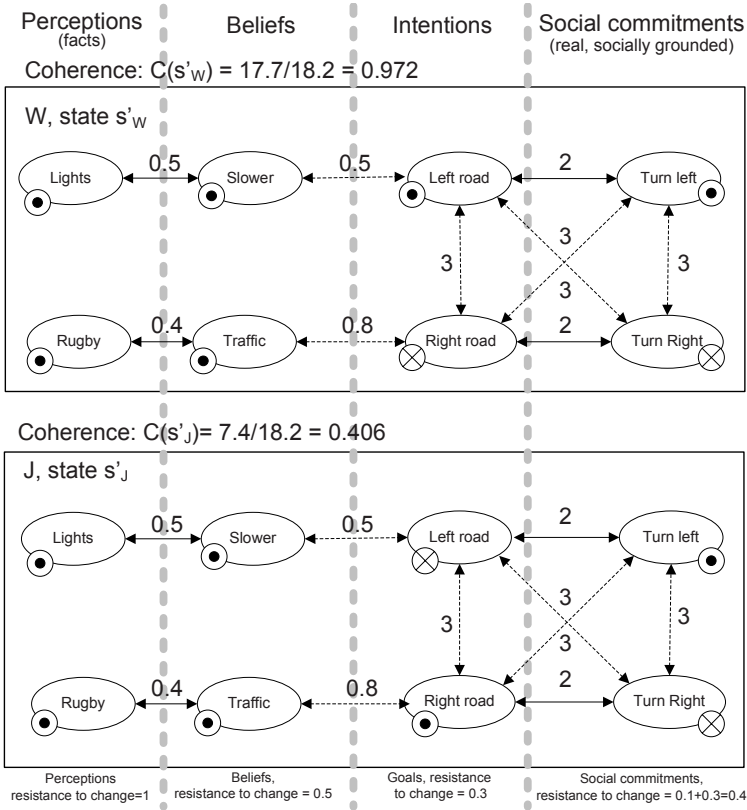 Perceptions
(facts)
Beliefs
Intentions
Social commitments
(real, socially grounded)
Coherence: C(s'W) = 17.7/18.2 = 0.972
W, state s'W
Lights
0.5
Slower
0.5
Left road
2
Turn left
3
3
3
3
Rugby
0.4
Traffic
0.8
Right road
2
Turn Right
Coherence: C(s'J)= 7.4/18.2 = 0.406
J, state s'J
Lights
0.5
Slower
0.5
Left road
2
Turn left
3
3
3
3
Rugby
0.4
Traffic
0.8
Right road
2
Turn Right
Perceptions
resistance to change=1
Beliefs,
resistance to change = 0.5
Goals, resistance
to change = 0.3
Social commitments,
resistance to change = 0.1+0.3=0.4